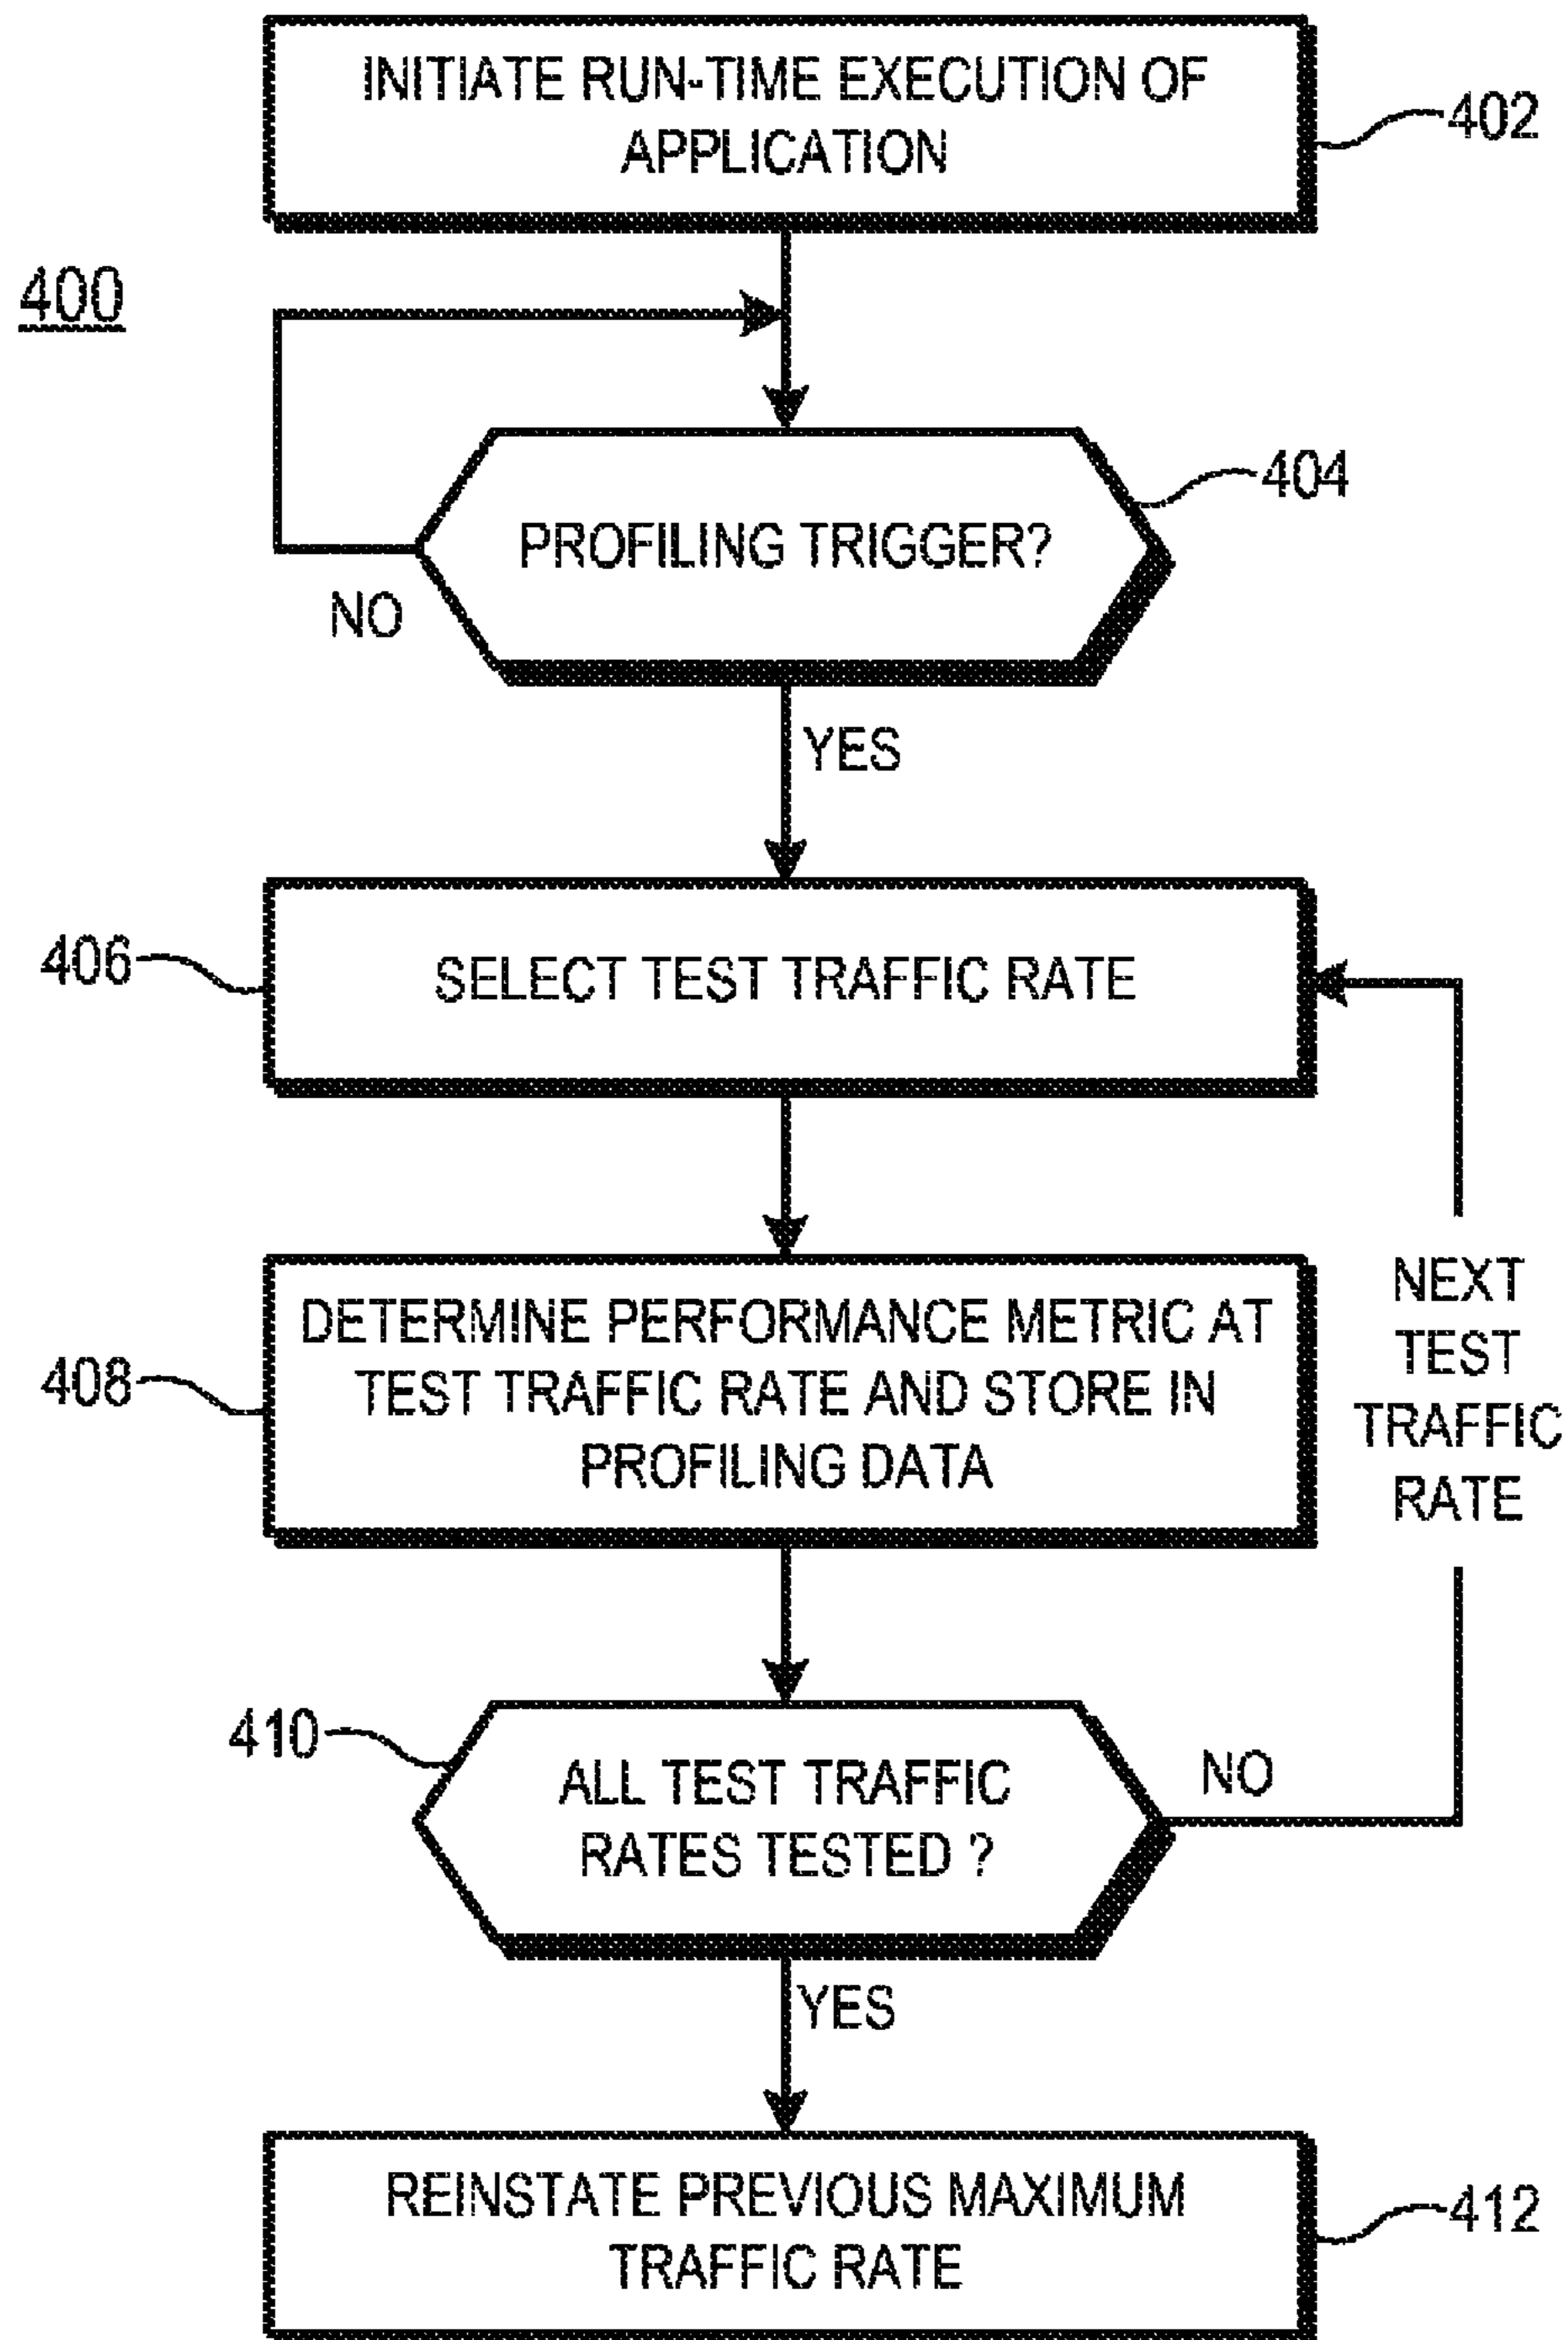 INITIATE RUN-TIME EXECUTION OF
APPLICATION
402
400
404
PROFILING TRIGGER?
NO
YES
406
SELECT TEST TRAFFIC RATE
DETERMINE PERFORMANCE METRIC AT
TEST TRAFFIC RATE AND STORE IN
PROFILING DATA
408
NEXT
TEST
TRAFFIC
RATE
410
ALL TEST TRAFFIC
RATES TESTED ?
NO
YES
REINSTATE PREVIOUS MAXIMUM
TRAFFIC RATE
412